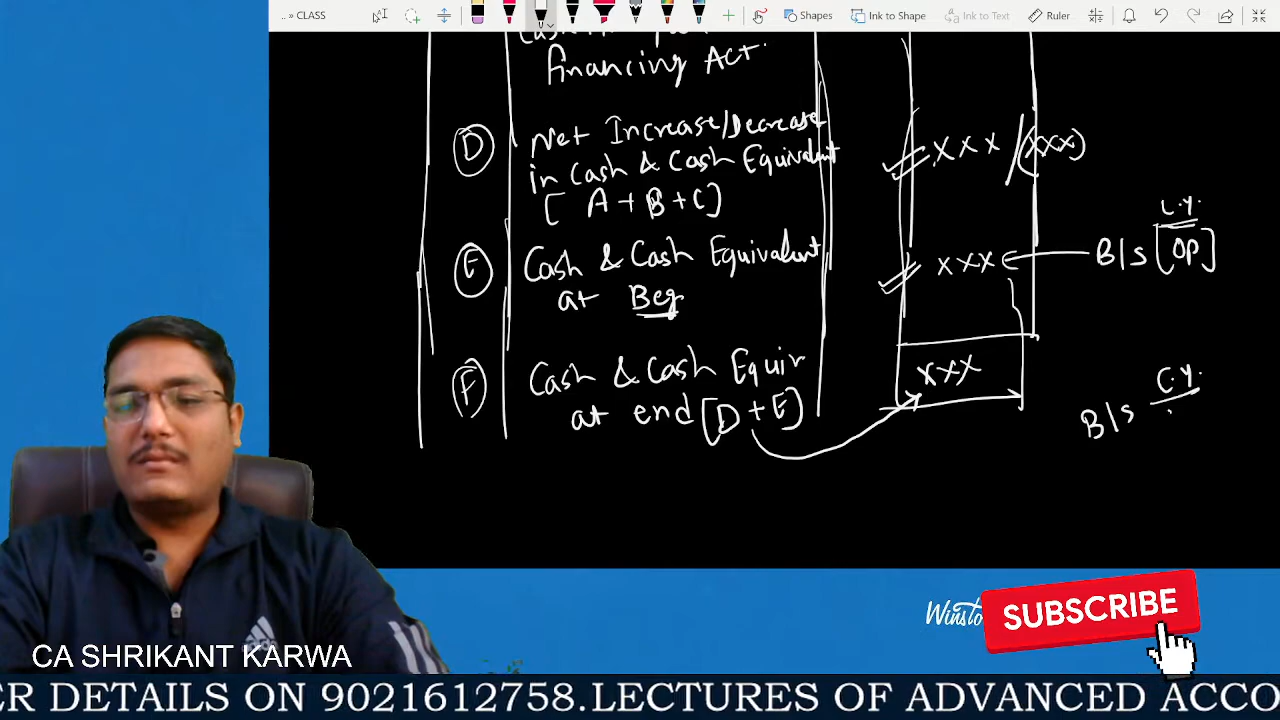 .. » CLASS
Shapes
Ink to Shape
Ink to Text
Ruler
financing Act.
D Net Increase/Decrease
in Cash & Cash Equivalent
[ A + B + C ]
xxx / (xxx)
E Cash & Cash Equivalent
at Beg
xxx
L.Y.
B/s [OP]
F Cash & Cash Equiv
at end [D + E]
xxx
C.Y.
B/s
SUBSCRIBE
CA SHRIKANT KARWA
ER DETAILS ON 9021612758.LECTURES OF ADVANCED ACCO